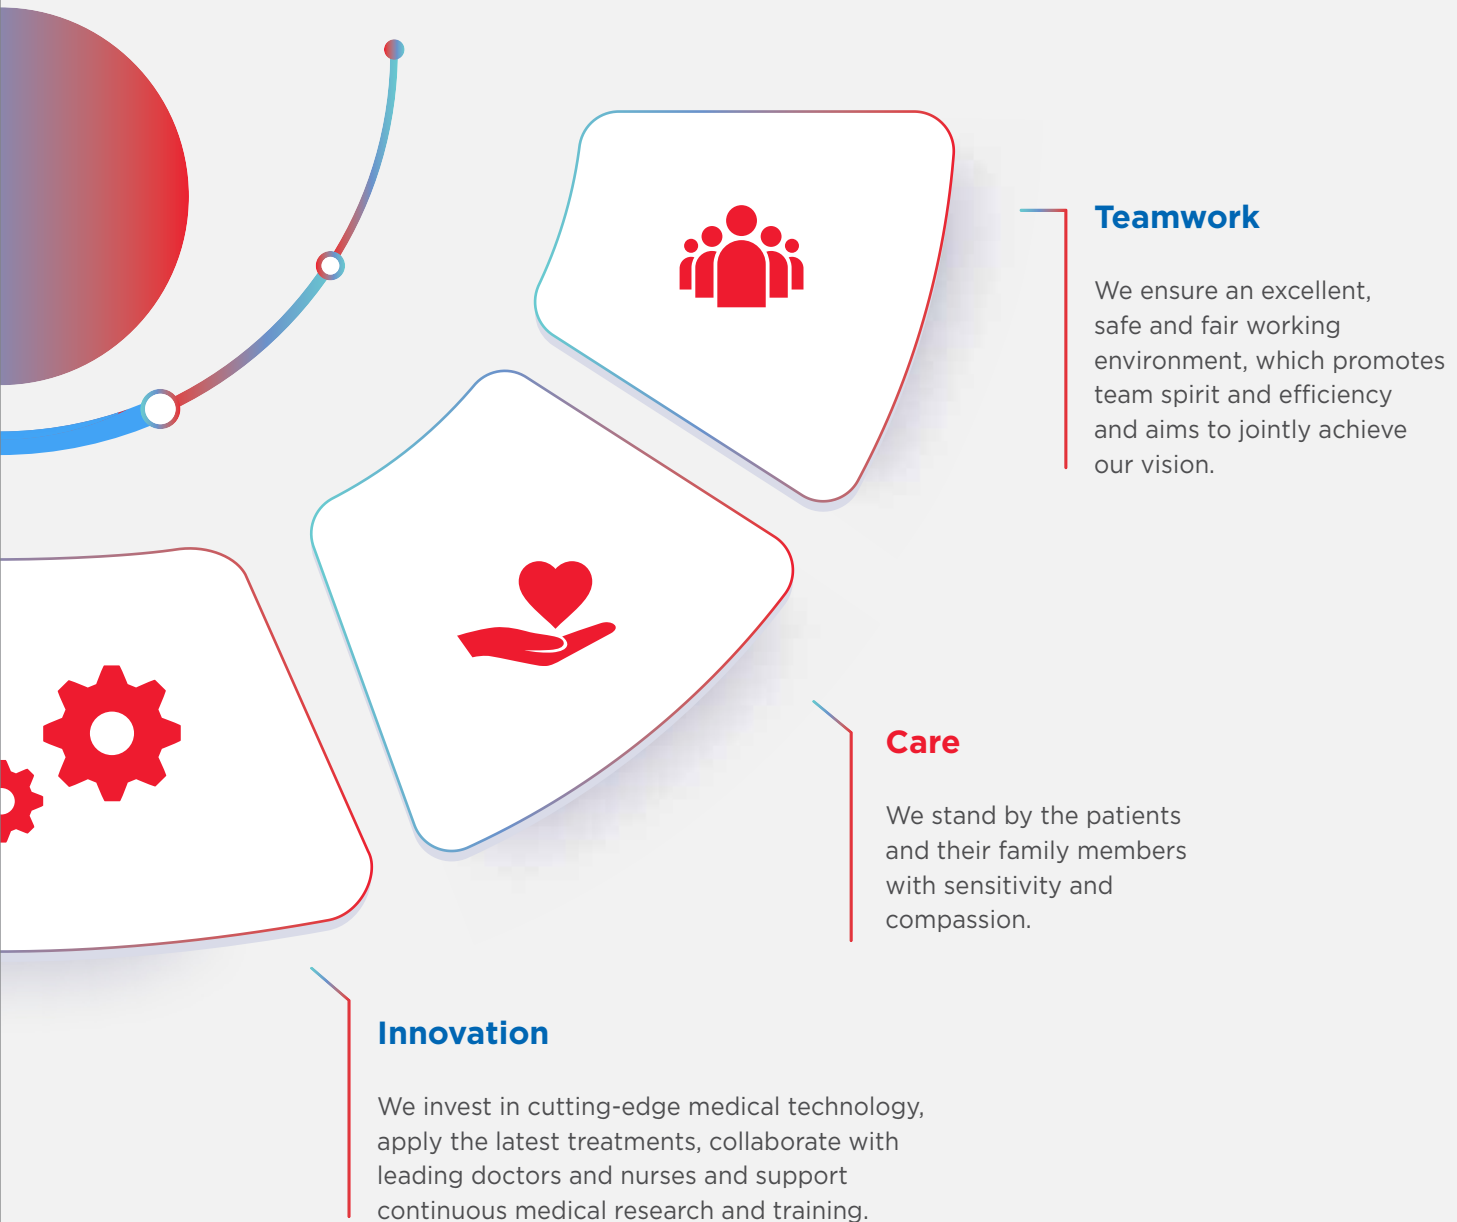 Teamwork
We ensure an excellent,
safe and fair working
environment, which promotes
team spirit and efficiency
and aims to jointly achieve
our vision.
Care
We stand by the patients
and their family members
with sensitivity and
compassion.
Innovation
We invest in cutting-edge medical technology,
apply the latest treatments, collaborate with
leading doctors and nurses and support
continuous medical research and training.